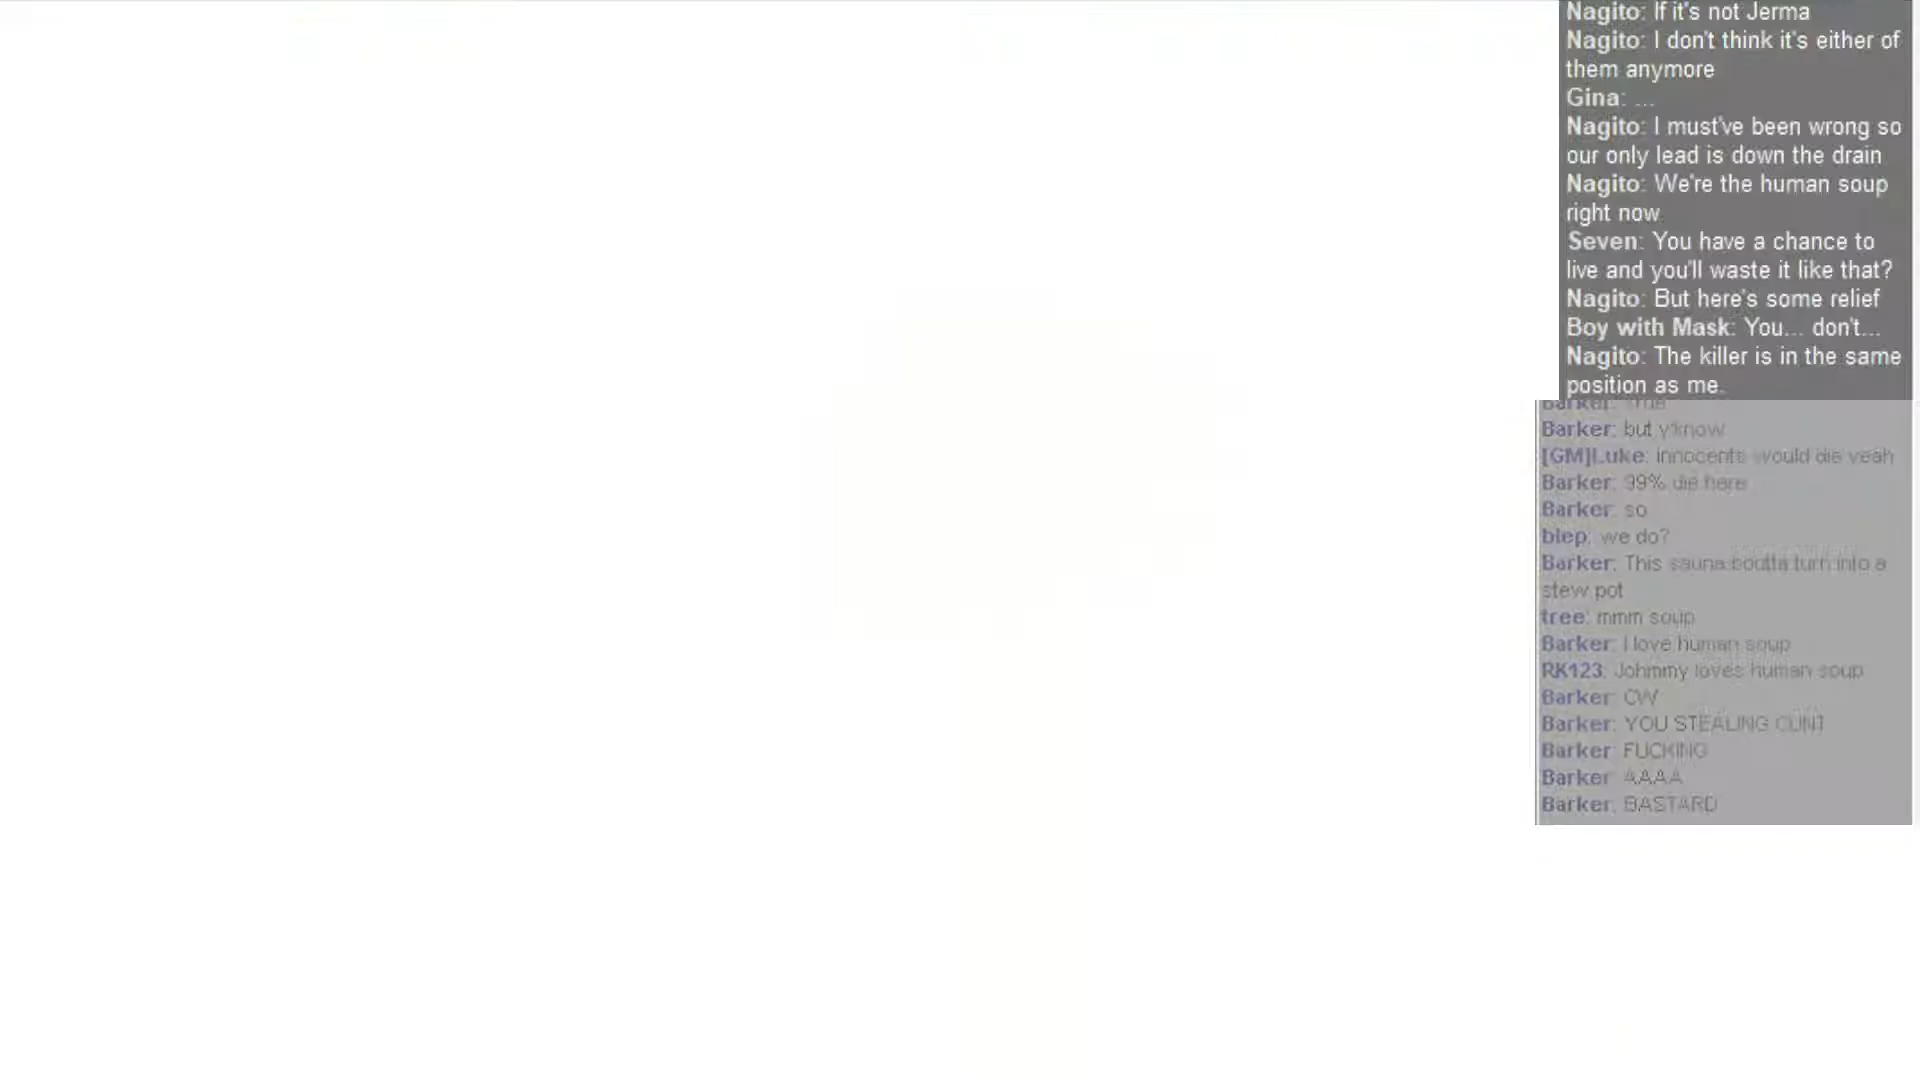 Nagito: If it's not Jerma
Nagito: I don't think it's either of
them anymore
Gina: ...
Nagito: I must've been wrong so
our only lead is down the drain
Nagito: We're the human soup
right now
Seven: You have a chance to
live and you'll waste it like that?
Nagito: But here's some relief
Boy with Mask: You... don't...
Nagito: The killer is in the same
position as me.
Barker: true
Barker: but y'know
[GM]Luke: innocents would die yeah
Barker: 99% die here
Barker: so
blep: we do?
Barker: This sauna boutta turn into a
stew pot
tree: mmm soup
Barker: I love human soup
RK123: Johmmy loves human soup
Barker: CW
Barker: YOU STEALING CUNT
Barker: FUCKING
Barker: AAAA
Barker: BASTARD